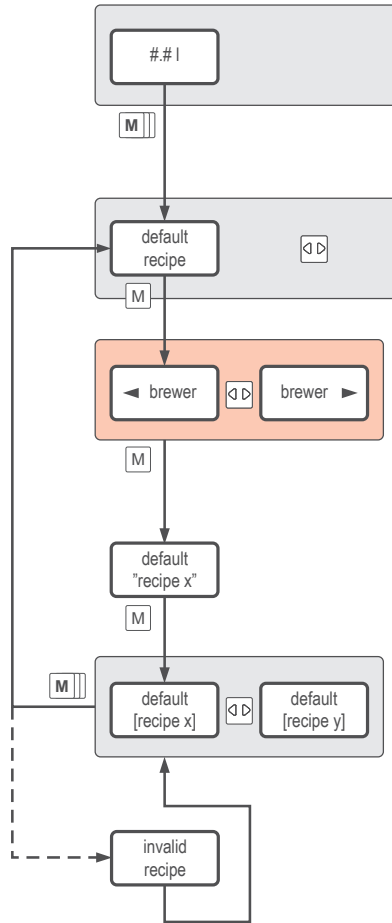 #.# l
M
default
recipe
M
◄ brewer
brewer ►
M
default
"recipe x"
M
M
default
[recipe x]
default
[recipe y]
invalid
recipe